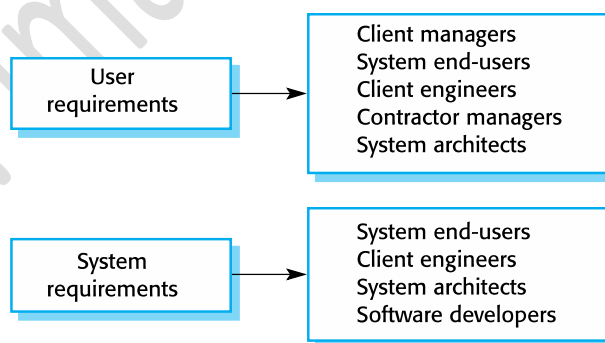 User
requirements
Client managers
System end-users
Client engineers
Contractor managers
System architects
System
requirements
System end-users
Client engineers
System architects
Software developers